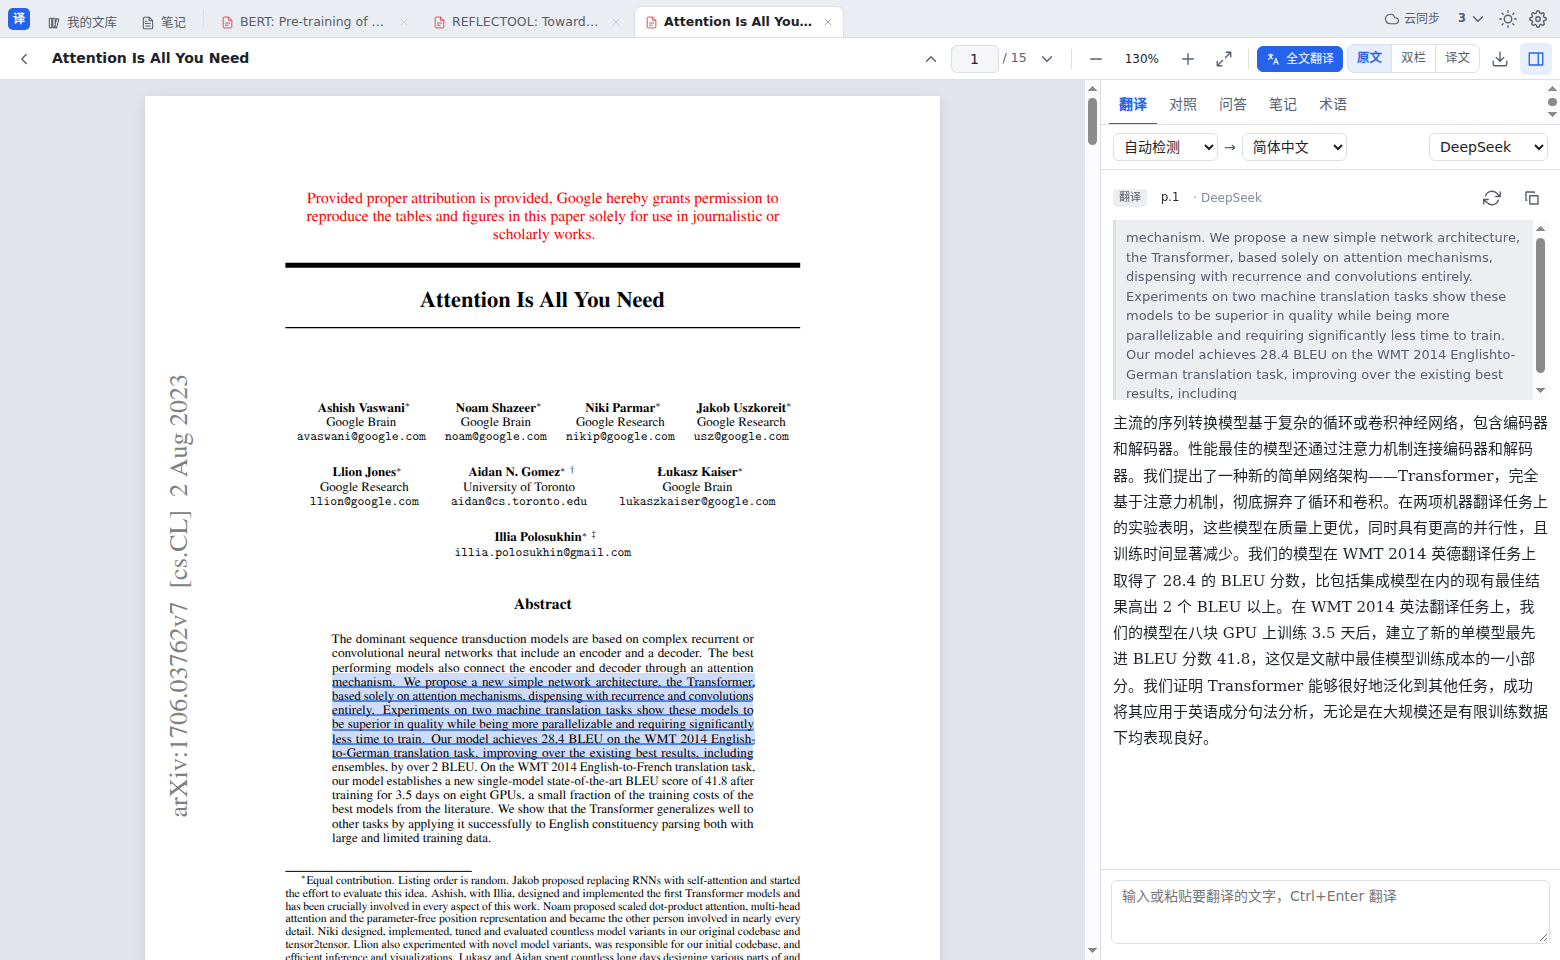 译
我的文库
笔记
BERT: Pre-training of ...
REFLECTOOL: Toward...
Attention Is All You...
云同步
3
Attention Is All You Need
1 / 15
130%
全文翻译
原文
双栏
译文
Provided proper attribution is provided, Google hereby grants permission to
reproduce the tables and figures in this paper solely for use in journalistic or
scholarly works.
Attention Is All You Need
Ashish Vaswani*
Google Brain
avaswani@google.com
Noam Shazeer*
Google Brain
noam@google.com
Niki Parmar*
Google Research
nikip@google.com
Jakob Uszkoreit*
Google Research
usz@google.com
Llion Jones*
Google Research
llion@google.com
Aidan N. Gomez* †
University of Toronto
aidan@cs.toronto.edu
Łukasz Kaiser*
Google Brain
lukaszkaiser@google.com
Illia Polosukhin* ‡
illia.polosukhin@gmail.com
arXiv:1706.03762v7 [cs.CL] 2 Aug 2023
Abstract
The dominant sequence transduction models are based on complex recurrent or
convolutional neural networks that include an encoder and a decoder. The best
performing models also connect the encoder and decoder through an attention
mechanism. We propose a new simple network architecture, the Transformer,
based solely on attention mechanisms, dispensing with recurrence and convolutions
entirely. Experiments on two machine translation tasks show these models to
be superior in quality while being more parallelizable and requiring significantly
less time to train. Our model achieves 28.4 BLEU on the WMT 2014 English-
to-German translation task, improving over the existing best results, including
ensembles, by over 2 BLEU. On the WMT 2014 English-to-French translation task,
our model establishes a new single-model state-of-the-art BLEU score of 41.8 after
training for 3.5 days on eight GPUs, a small fraction of the training costs of the
best models from the literature. We show that the Transformer generalizes well to
other tasks by applying it successfully to English constituency parsing both with
large and limited training data.
*Equal contribution. Listing order is random. Jakob proposed replacing RNNs with self-attention and started
the effort to evaluate this idea. Ashish, with Illia, designed and implemented the first Transformer models and
has been crucially involved in every aspect of this work. Noam proposed scaled dot-product attention, multi-head
attention and the parameter-free position representation and became the other person involved in nearly every
detail. Niki designed, implemented, tuned and evaluated countless model variants in our original codebase and
tensor2tensor. Llion also experimented with novel model variants, was responsible for our initial codebase, and
efficient inference and visualizations. Lukasz and Aidan spent countless long days designing various parts of and
翻译
对照
问答
笔记
术语
自动检测 → 简体中文
DeepSeek
翻译 p.1 · DeepSeek
mechanism. We propose a new simple network architecture,
the Transformer, based solely on attention mechanisms,
dispensing with recurrence and convolutions entirely.
Experiments on two machine translation tasks show these
models to be superior in quality while being more
parallelizable and requiring significantly less time to train.
Our model achieves 28.4 BLEU on the WMT 2014 Englishto-
German translation task, improving over the existing best
results, including
主流的序列转换模型基于复杂的循环或卷积神经网络，包含编码器
和解码器。性能最佳的模型还通过注意力机制连接编码器和解码
器。我们提出了一种新的简单网络架构——Transformer，完全
基于注意力机制，彻底摒弃了循环和卷积。在两项机器翻译任务上
的实验表明，这些模型在质量上更优，同时具有更高的并行性，且
训练时间显著减少。我们的模型在 WMT 2014 英德翻译任务上
取得了 28.4 的 BLEU 分数，比包括集成模型在内的现有最佳结
果高出 2 个 BLEU 以上。在 WMT 2014 英法翻译任务上，我
们的模型在八块 GPU 上训练 3.5 天后，建立了新的单模型最先
进 BLEU 分数 41.8，这仅是文献中最佳模型训练成本的一小部
分。我们证明 Transformer 能够很好地泛化到其他任务，成功
将其应用于英语成分句法分析，无论是在大规模还是有限训练数据
下均表现良好。
输入或粘贴要翻译的文字，Ctrl+Enter 翻译